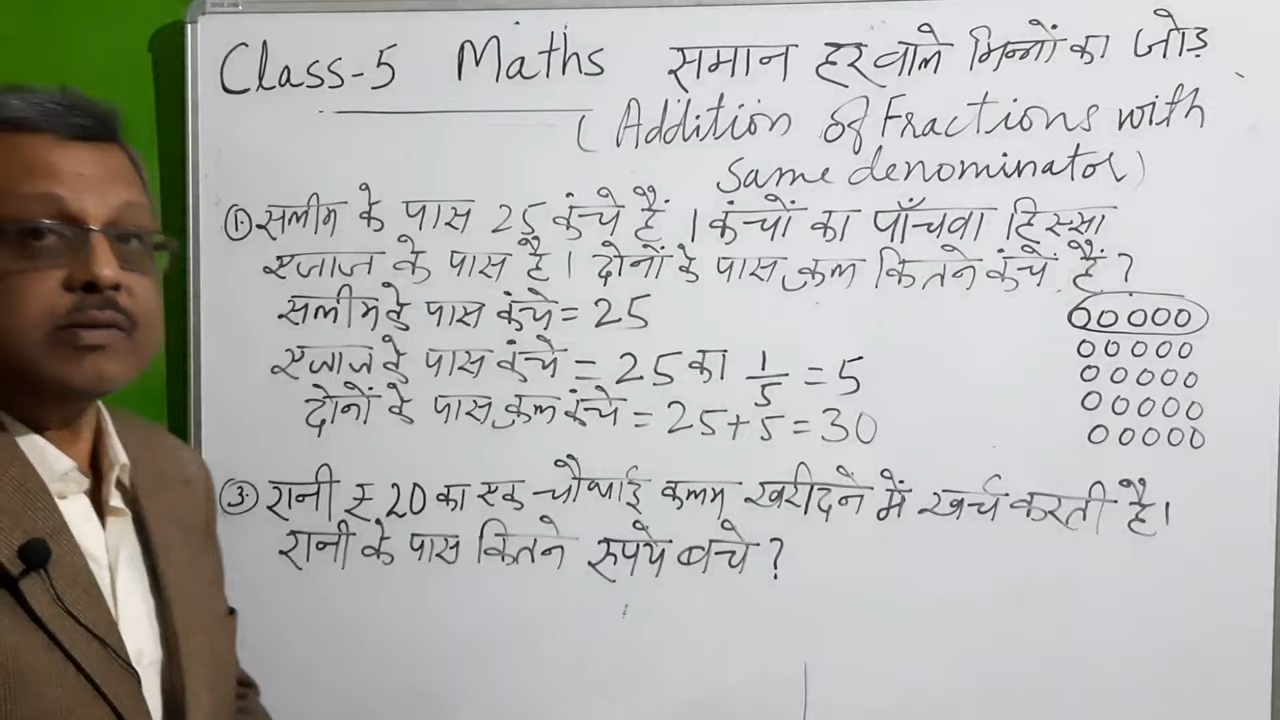 Class-5 Maths समान हर वाले भिन्नों का जोड़
(Addition of Fractions with
Same denominator)
① सलीम के पास 25 कंचे हैं। कंचों का पाँचवा हिस्सा
एजाज के पास है। दोनों के पास कुल कितने कंचे हैं?
सलीम के पास कंचे = 25
एजाज के पास कंचे = 25 का 1/5 = 5
दोनों के पास कुल कंचे = 25+5=30
③ रानी ₹ 20 का एक चौथाई कलम खरीदने में खर्च करती है।
रानी के पास कितने रुपये बचे?